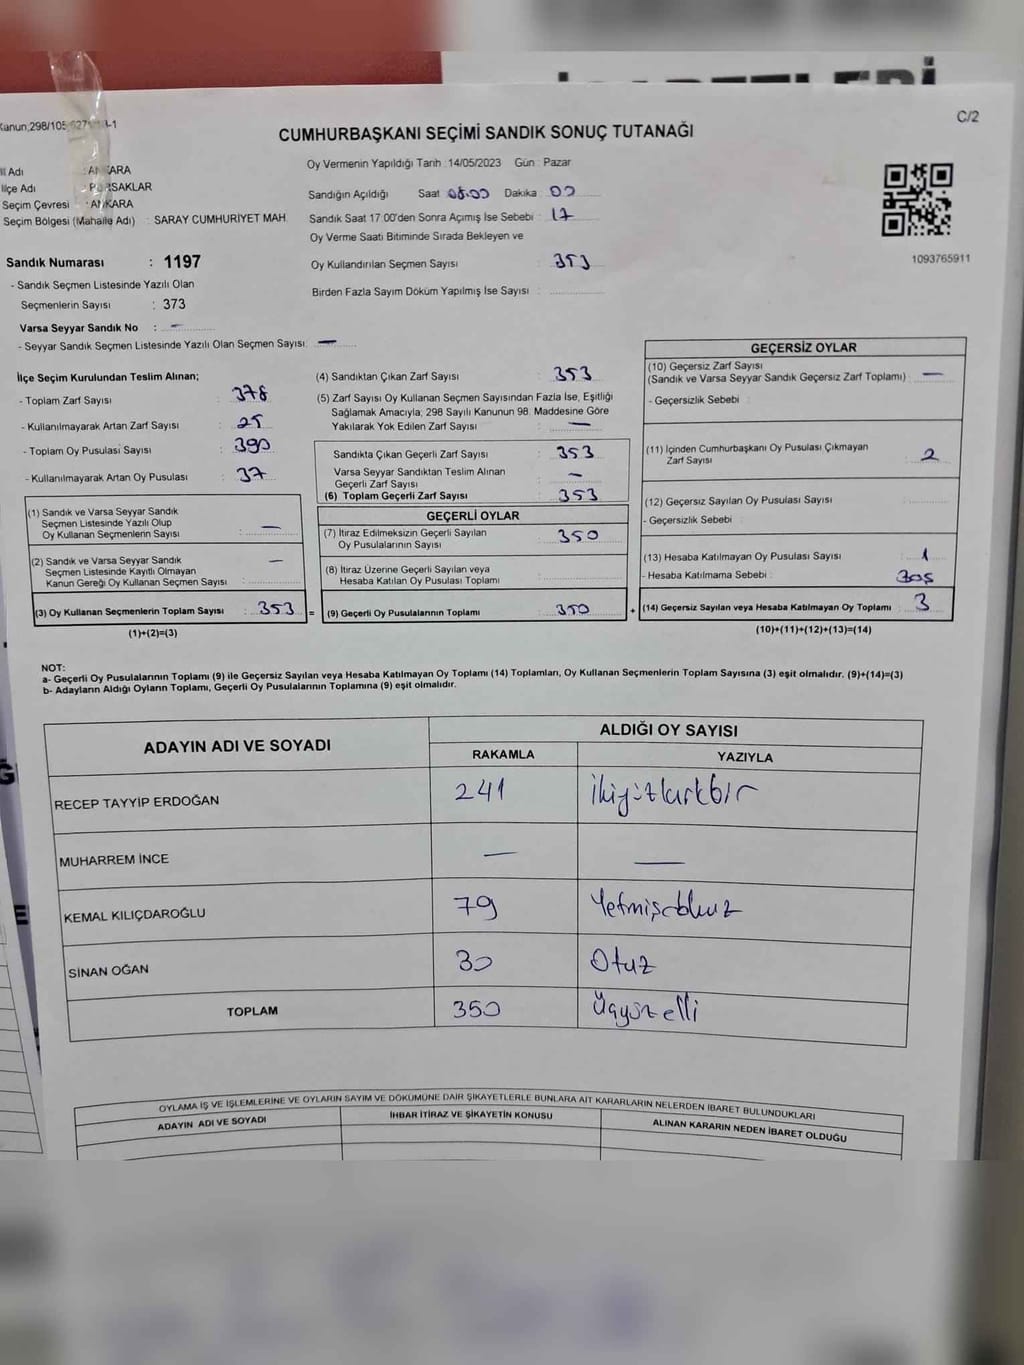 C/2
CUMHURBAŞKANI SEÇİMİ SANDIK SONUÇ TUTANAĞI
İl Adı : ANKARA
İlçe Adı : PURSAKLAR
Seçim Çevresi : ANKARA
Seçim Bölgesi (Mahalle Adı) : SARAY CUMHURİYET MAH.
Oy Vermenin Yapıldığı Tarih : 14/05/2023 Gün : Pazar
Sandığın Açıldığı Saat 08.00 Dakika : 00
Sandık Saat 17.00'den Sonra Açılmış İse Sebebi : 17
Oy Verme Saati Bitiminde Sırada Bekleyen ve
Oy Kullandırılan Seçmen Sayısı : 353
Birden Fazla Sayım Döküm Yapılmış İse Sayısı :
1093765911
Sandık Numarası : 1197
- Sandık Seçmen Listesinde Yazılı Olan
Seçmenlerin Sayısı : 373
Varsa Seyyar Sandık No : —
- Seyyar Sandık Seçmen Listesinde Yazılı Olan Seçmen Sayısı: —
İlçe Seçim Kurulundan Teslim Alınan;
- Toplam Zarf Sayısı : 378
- Kullanılmayarak Artan Zarf Sayısı : 25
- Toplam Oy Pusulası Sayısı : 390
- Kullanılmayarak Artan Oy Pusulası : 37
(1) Sandık ve Varsa Seyyar Sandık
Seçmen Listesinde Yazılı Olup
Oy Kullanan Seçmenlerin Sayısı : —
(2) Sandık ve Varsa Seyyar Sandık
Seçmen Listesinde Kayıtlı Olmayan
Kanun Gereği Oy Kullanan Seçmen Sayısı : —
(3) Oy Kullanan Seçmenlerin Toplam Sayısı : 353 =
(1)+(2)=(3)
(4) Sandıktan Çıkan Zarf Sayısı : 353
(5) Zarf Sayısı Oy Kullanan Seçmen Sayısından Fazla İse, Eşitliği
Sağlamak Amacıyla, 298 Sayılı Kanunun 98. Maddesine Göre
Yakılarak Yok Edilen Zarf Sayısı : —
Sandıkta Çıkan Geçerli Zarf Sayısı : 353
Varsa Seyyar Sandıktan Teslim Alınan
Geçerli Zarf Sayısı : —
(6) Toplam Geçerli Zarf Sayısı : 353
GEÇERLİ OYLAR
(7) İtiraz Edilmeksizin Geçerli Sayılan
Oy Pusulalarının Sayısı : 350
(8) İtiraz Üzerine Geçerli Sayılan veya
Hesaba Katılan Oy Pusulası Toplamı :
(9) Geçerli Oy Pusulalarının Toplamı : 350 +
GEÇERSİZ OYLAR
(10) Geçersiz Zarf Sayısı
(Sandık ve Varsa Seyyar Sandık Geçersiz Zarf Toplamı) : —
- Geçersizlik Sebebi :
(11) İçinden Cumhurbaşkanı Oy Pusulası Çıkmayan
Zarf Sayısı : 2
(12) Geçersiz Sayılan Oy Pusulası Sayısı :
- Geçersizlik Sebebi :
(13) Hesaba Katılmayan Oy Pusulası Sayısı : 1
- Hesaba Katılmama Sebebi :
(14) Geçersiz Sayılan veya Hesaba Katılmayan Oy Toplamı : 3
(10)+(11)+(12)+(13)=(14)
NOT:
a- Geçerli Oy Pusulalarının Toplamı (9) ile Geçersiz Sayılan veya Hesaba Katılmayan Oy Toplamı (14) Toplamları, Oy Kullanan Seçmenlerin Toplam Sayısına (3) eşit olmalıdır. (9)+(14)=(3)
b- Adayların Aldığı Oyların Toplamı, Geçerli Oy Pusulalarının Toplamına (9) eşit olmalıdır.
ADAYIN ADI VE SOYADI
ALDIĞI OY SAYISI
RAKAMLA YAZIYLA
RECEP TAYYİP ERDOĞAN 241 İkiyüzkırkbir
MUHARREM İNCE — —
KEMAL KILIÇDAROĞLU 79 Yetmişdokuz
SİNAN OĞAN 30 Otuz
TOPLAM 350 Üçyüzelli
OYLAMA İŞ VE İŞLEMLERİNE VE OYLARIN SAYIM VE DÖKÜMÜNE DAİR ŞİKAYETLERLE BUNLARA AİT KARARLARIN NELERDEN İBARET BULUNDUKLARI
ADAYIN ADI VE SOYADI İHBAR İTİRAZ VE ŞİKAYETİN KONUSU ALINAN KARARIN NEDEN İBARET OLDUĞU